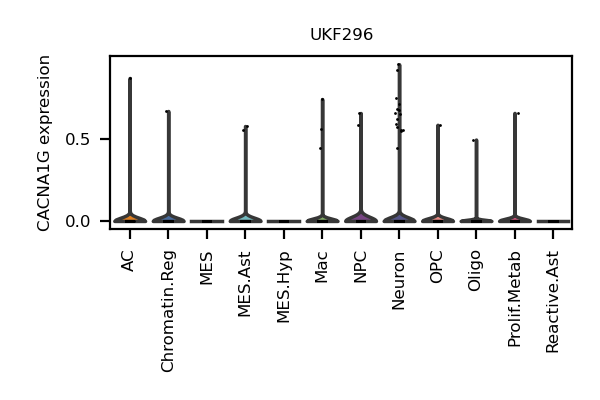 UKF296
CACNA1G expression
0.5
0.0
AC
Chromatin.Reg
MES
MES.Ast
MES.Hyp
Mac
NPC
Neuron
OPC
Oligo
Prolif.Metab
Reactive.Ast